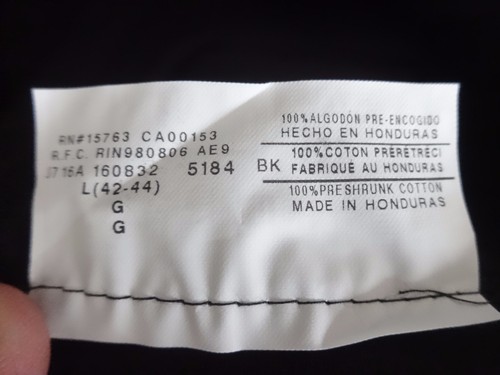 RN#15763 CA00153
R.F.C. RIN980806 AE9
3716A 160832 5184 BK
L(42-44)
G
G
100%ALGODÓN PRE-ENCOGIDO
HECHO EN HONDURAS
100%COTON PRÉRÉTRÉCI
FABRIQUÉ AU HONDURAS
100%PRESHRUNK COTTON
MADE IN HONDURAS